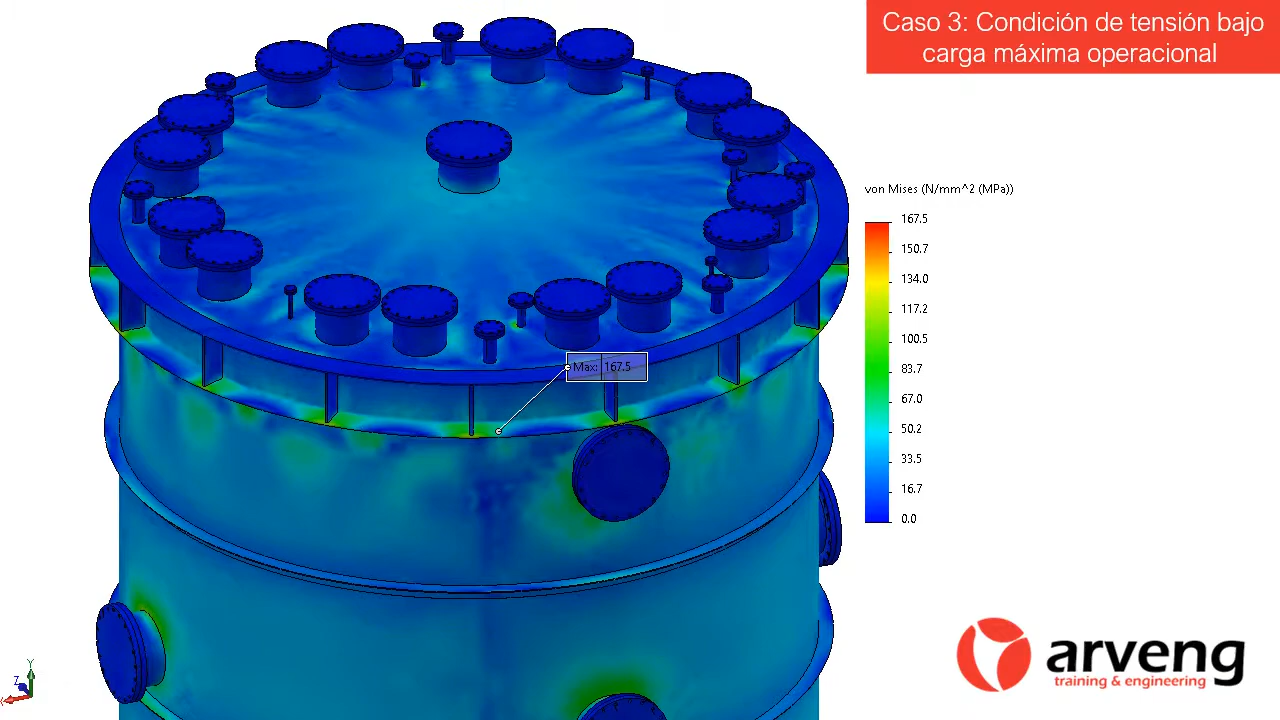 Caso 3: Condición de tensión bajo
carga máxima operacional
von Mises (N/mm^2 (MPa))
167.5
150.7
134.0
117.2
100.5
83.7
67.0
50.2
33.5
16.7
0.0
Max: 167.5
Y
Z
X
arveng
training & engineering